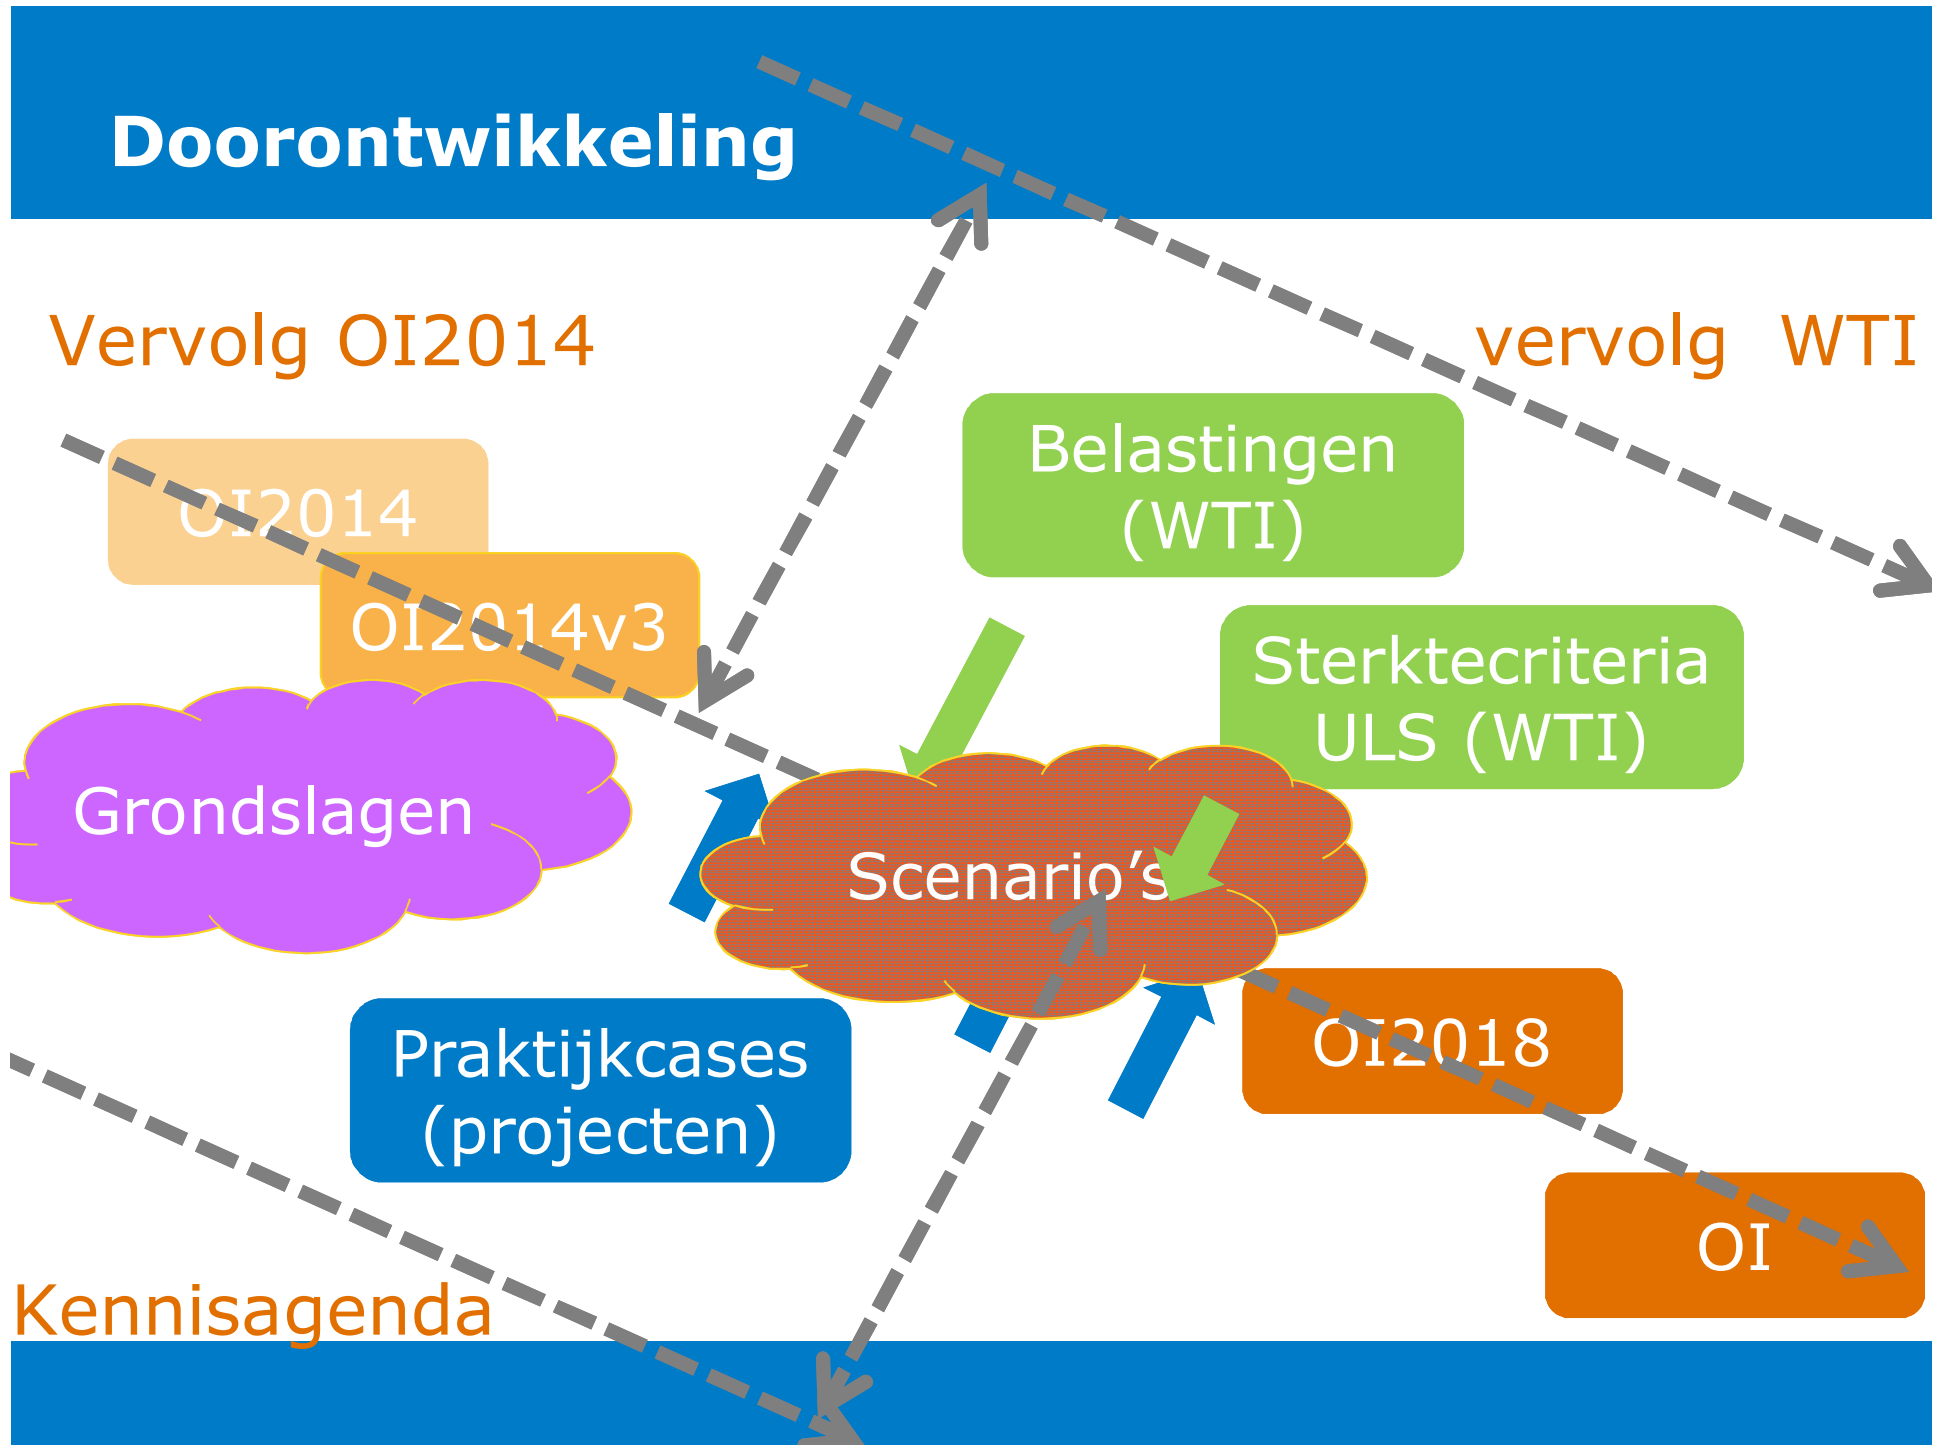 Doorontwikkeling
Vervolg OI2014
vervolg WTI
OI2014
OI2014v3
Belastingen
(WTI)
Sterktecriteria
ULS (WTI)
Grondslagen
Scenario’s
Praktijkcases
(projecten)
OI2018
OI
Kennisagenda